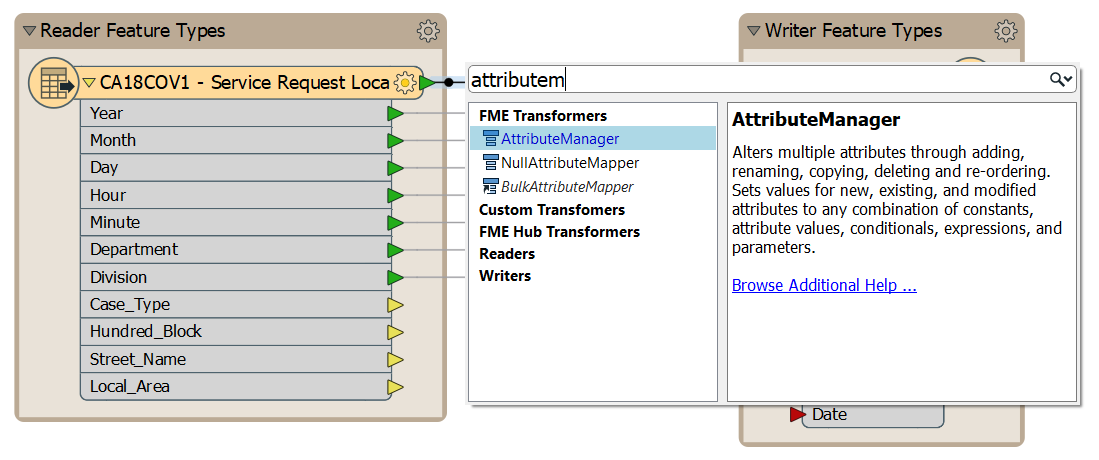 Reader Feature Types
CA18COV1 - Service Request Loca
Year
Month
Day
Hour
Minute
Department
Division
Case_Type
Hundred_Block
Street_Name
Local_Area
Writer Feature Types
attributem
FME Transformers
AttributeManager
NullAttributeMapper
BulkAttributeMapper
Custom Transfomers
FME Hub Transformers
Readers
Writers
AttributeManager
Alters multiple attributes through adding,
renaming, copying, deleting and re-ordering.
Sets values for new, existing, and modified
attributes to any combination of constants,
attribute values, conditionals, expressions, and
parameters.
Browse Additional Help ...
Date